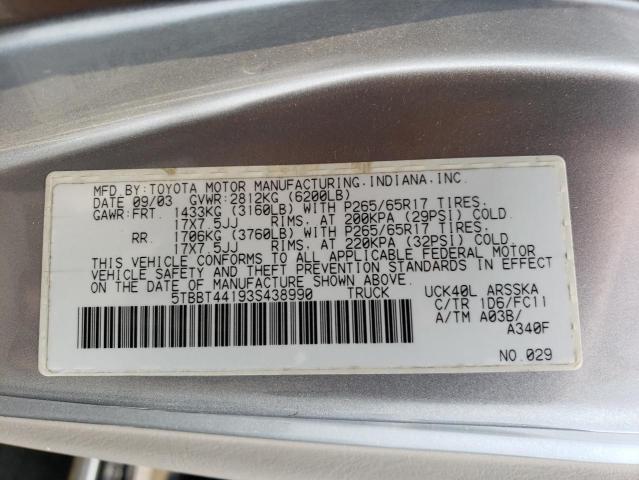 MFD.BY:TOYOTA MOTOR MANUFACTURING,INDIANA,INC.
DATE 09/03 GVWR:2812KG (6200LB)
GAWR:FRT. 1433KG (3160LB) WITH P265/65R17 TIRES.
17X7.5JJ RIMS. AT 200KPA (29PSI) COLD.
RR. 1706KG (3760LB) WITH P265/65R17 TIRES.
17X7.5JJ RIMS. AT 220KPA (32PSI) COLD.
THIS VEHICLE CONFORMS TO ALL APPLICABLE FEDERAL MOTOR
VEHICLE SAFETY AND THEFT PREVENTION STANDARDS IN EFFECT
ON THE DATE OF MANUFACTURE SHOWN ABOVE.
5TBBT44193S438990 TRUCK
UCK40L ARSSKA
C/TR 1D6/FC11
A/TM A03B/
A340F
NO.029